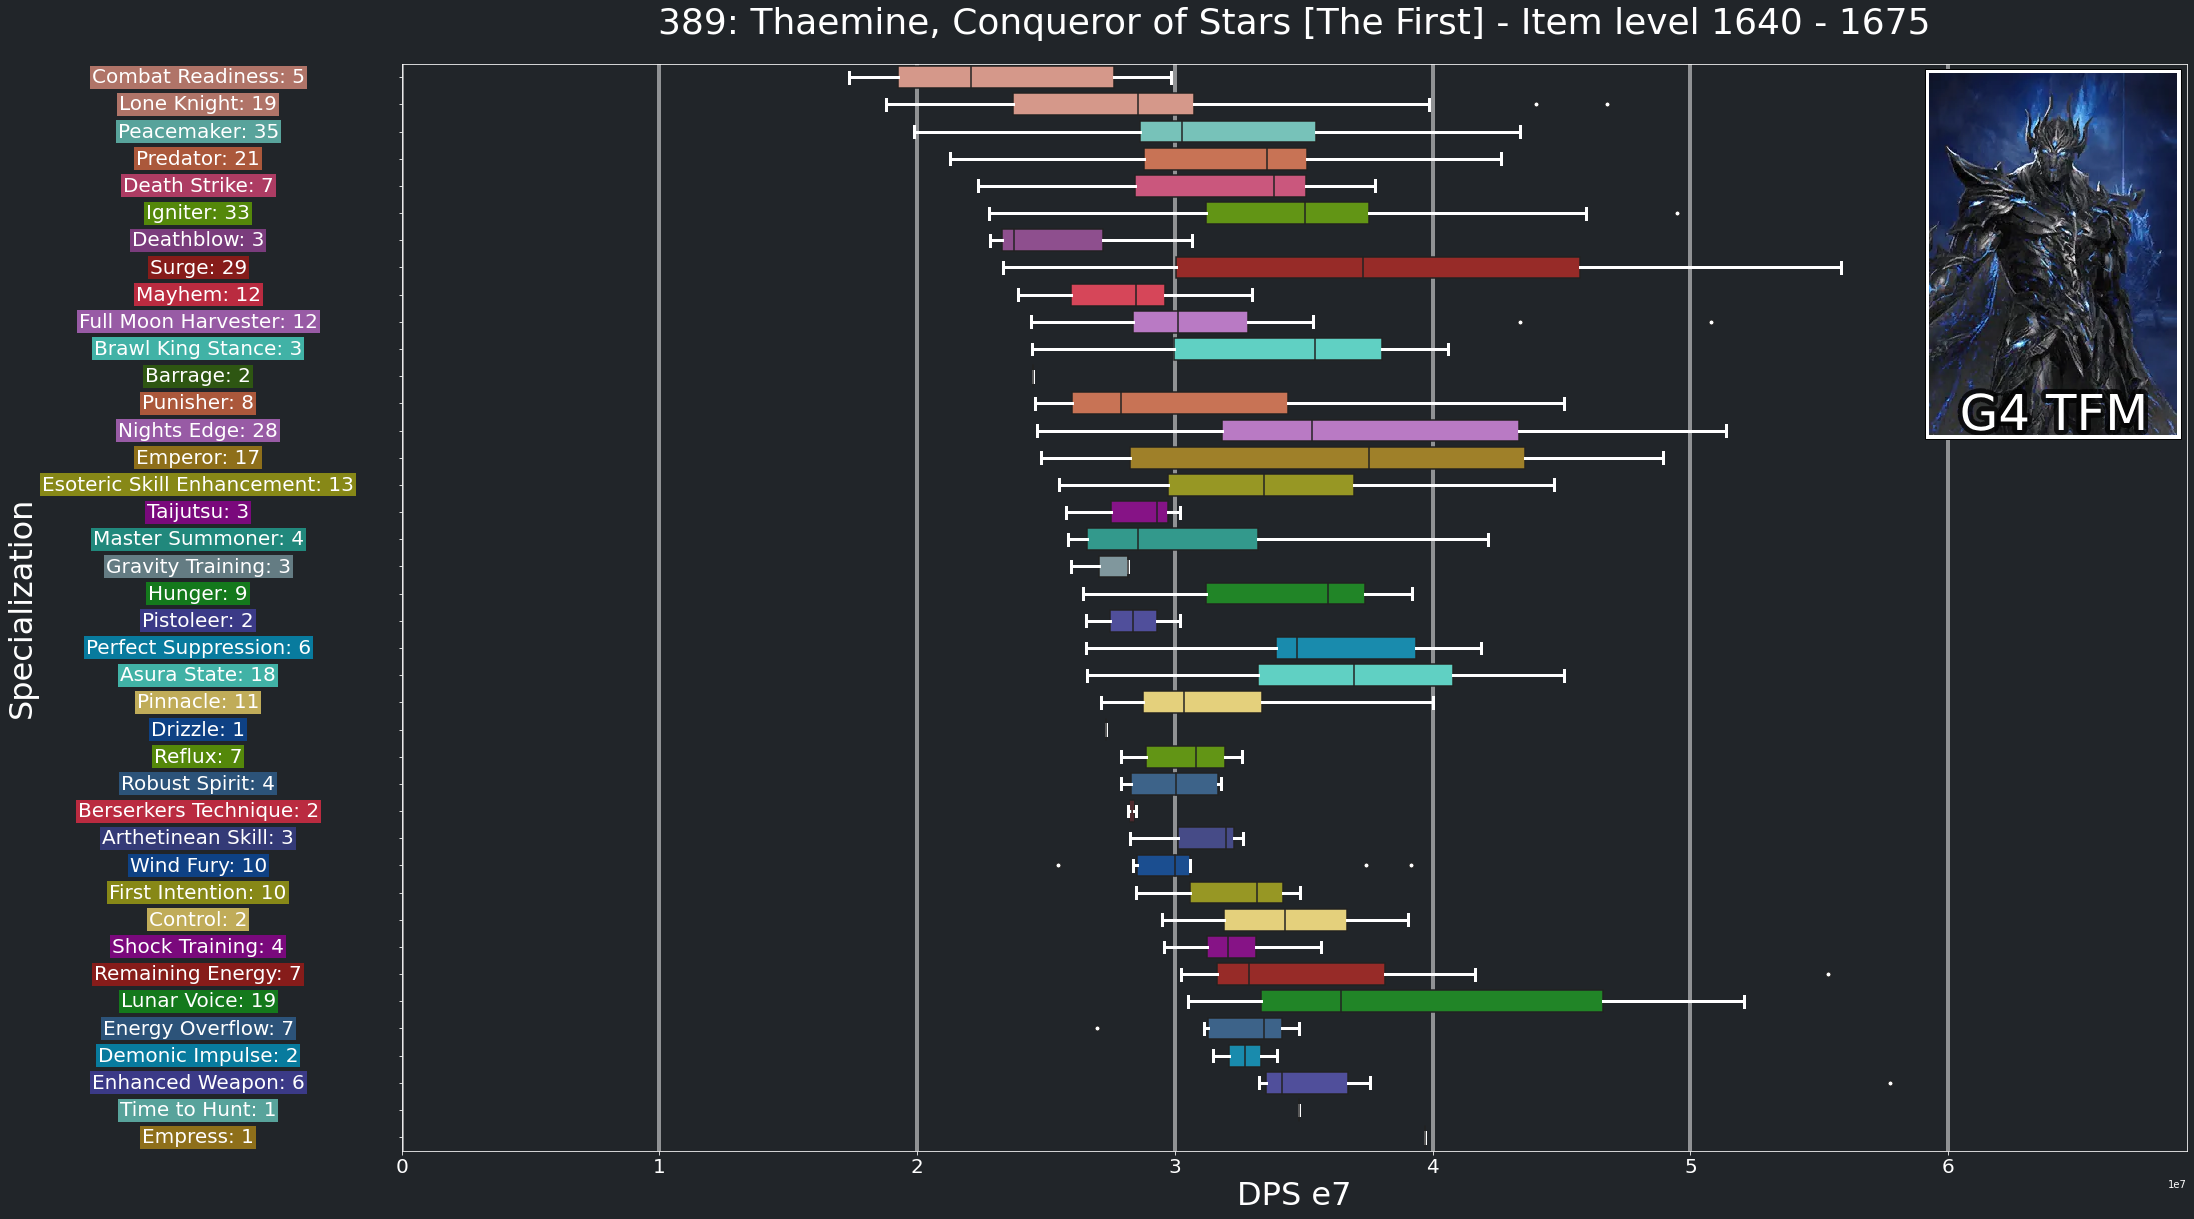 389: Thaemine, Conqueror of Stars [The First] - Item level 1640 - 1675
Combat Readiness: 5
Lone Knight: 19
Peacemaker: 35
Predator: 21
Death Strike: 7
Igniter: 33
Deathblow: 3
Surge: 29
Mayhem: 12
Full Moon Harvester: 12
Brawl King Stance: 3
Barrage: 2
Punisher: 8
Nights Edge: 28
Emperor: 17
Esoteric Skill Enhancement: 13
Taijutsu: 3
Master Summoner: 4
Gravity Training: 3
Hunger: 9
Pistoleer: 2
Perfect Suppression: 6
Asura State: 18
Pinnacle: 11
Drizzle: 1
Reflux: 7
Robust Spirit: 4
Berserkers Technique: 2
Arthetinean Skill: 3
Wind Fury: 10
First Intention: 10
Control: 2
Shock Training: 4
Remaining Energy: 7
Lunar Voice: 19
Energy Overflow: 7
Demonic Impulse: 2
Enhanced Weapon: 6
Time to Hunt: 1
Empress: 1
Specialization
G4 TFM
0 1 2 3 4 5 6
1e7
DPS e7